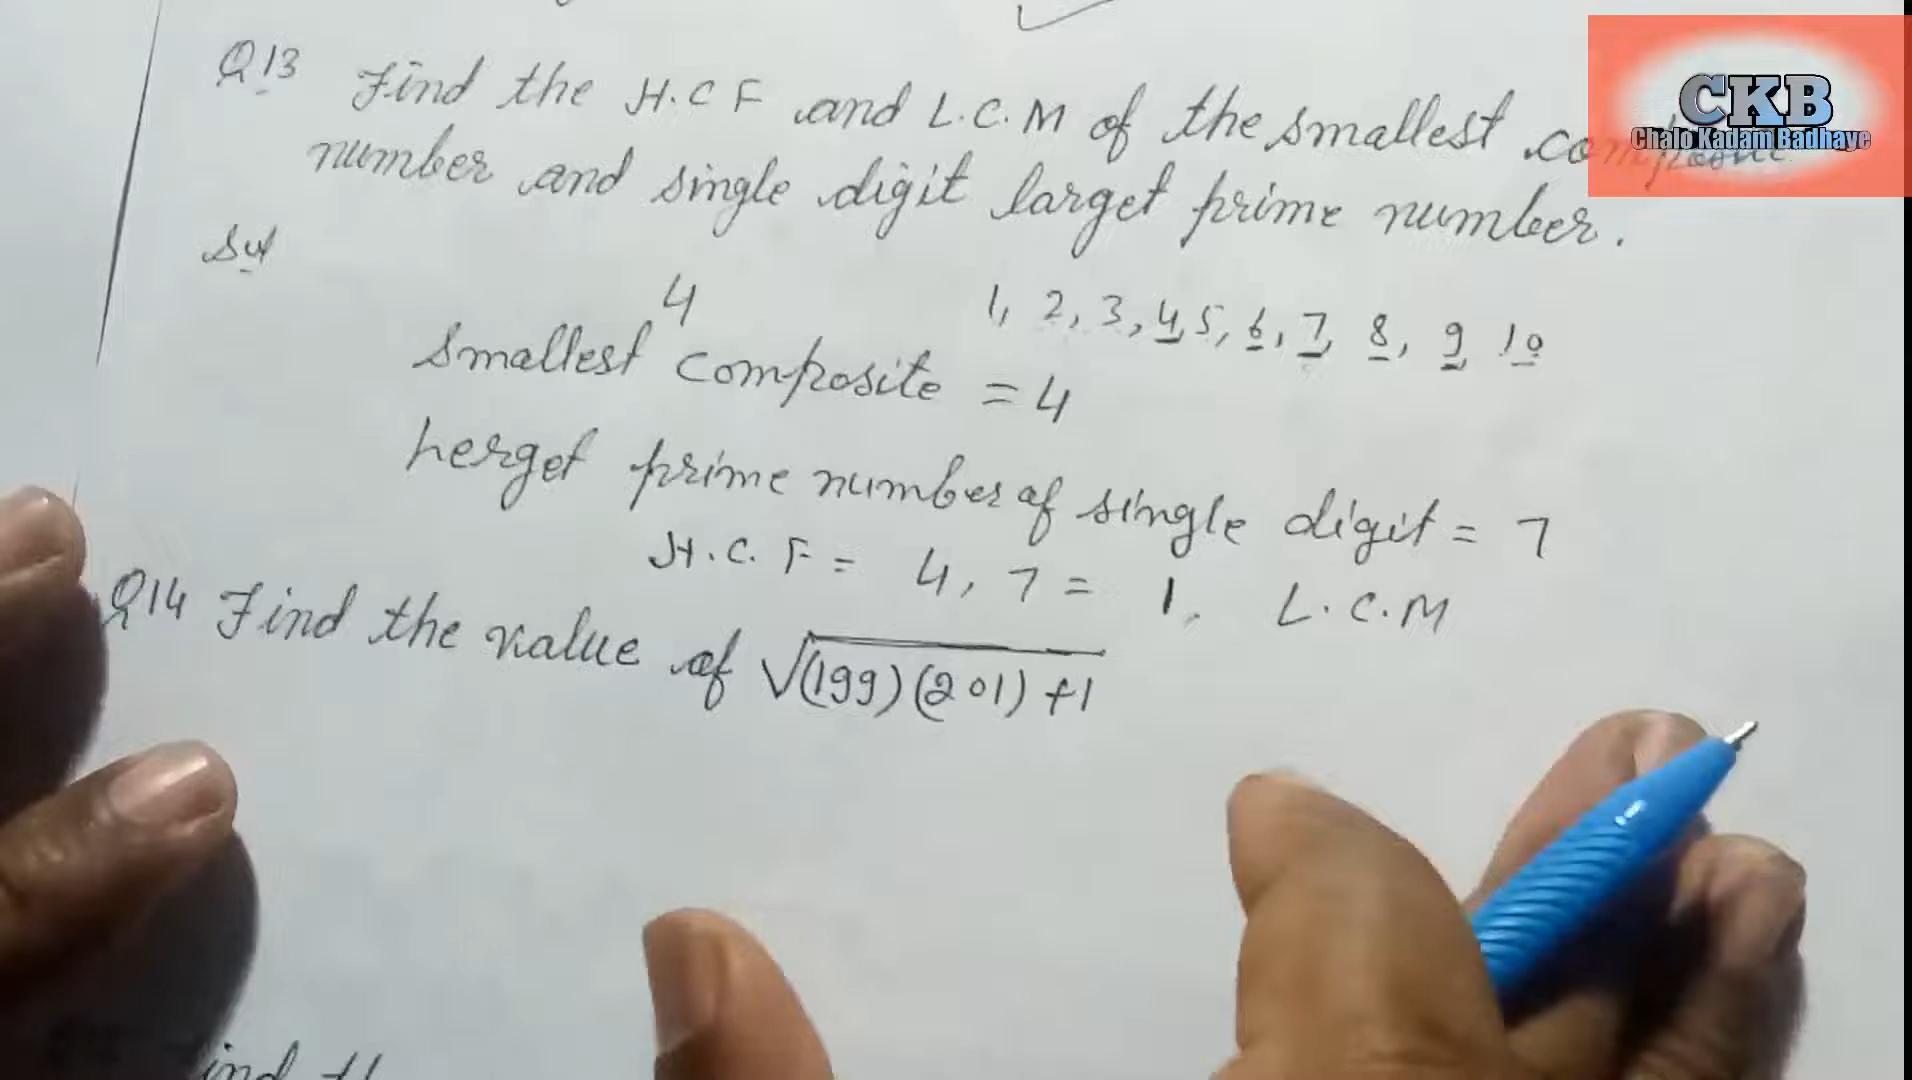 Q13 Find the H.C.F and L.C.M of the smallest
number and single digit larget prime number.
Sol
4
1, 2, 3, 4, 5, 6, 7, 8, 9 10
Smallest composite = 4
herget prime number of single digit = 7
H.C.F = 4, 7 = 1, L.C.M
Q14 Find the value of √(199)(201)+1
CKB
Chalo Kadam Badhaye